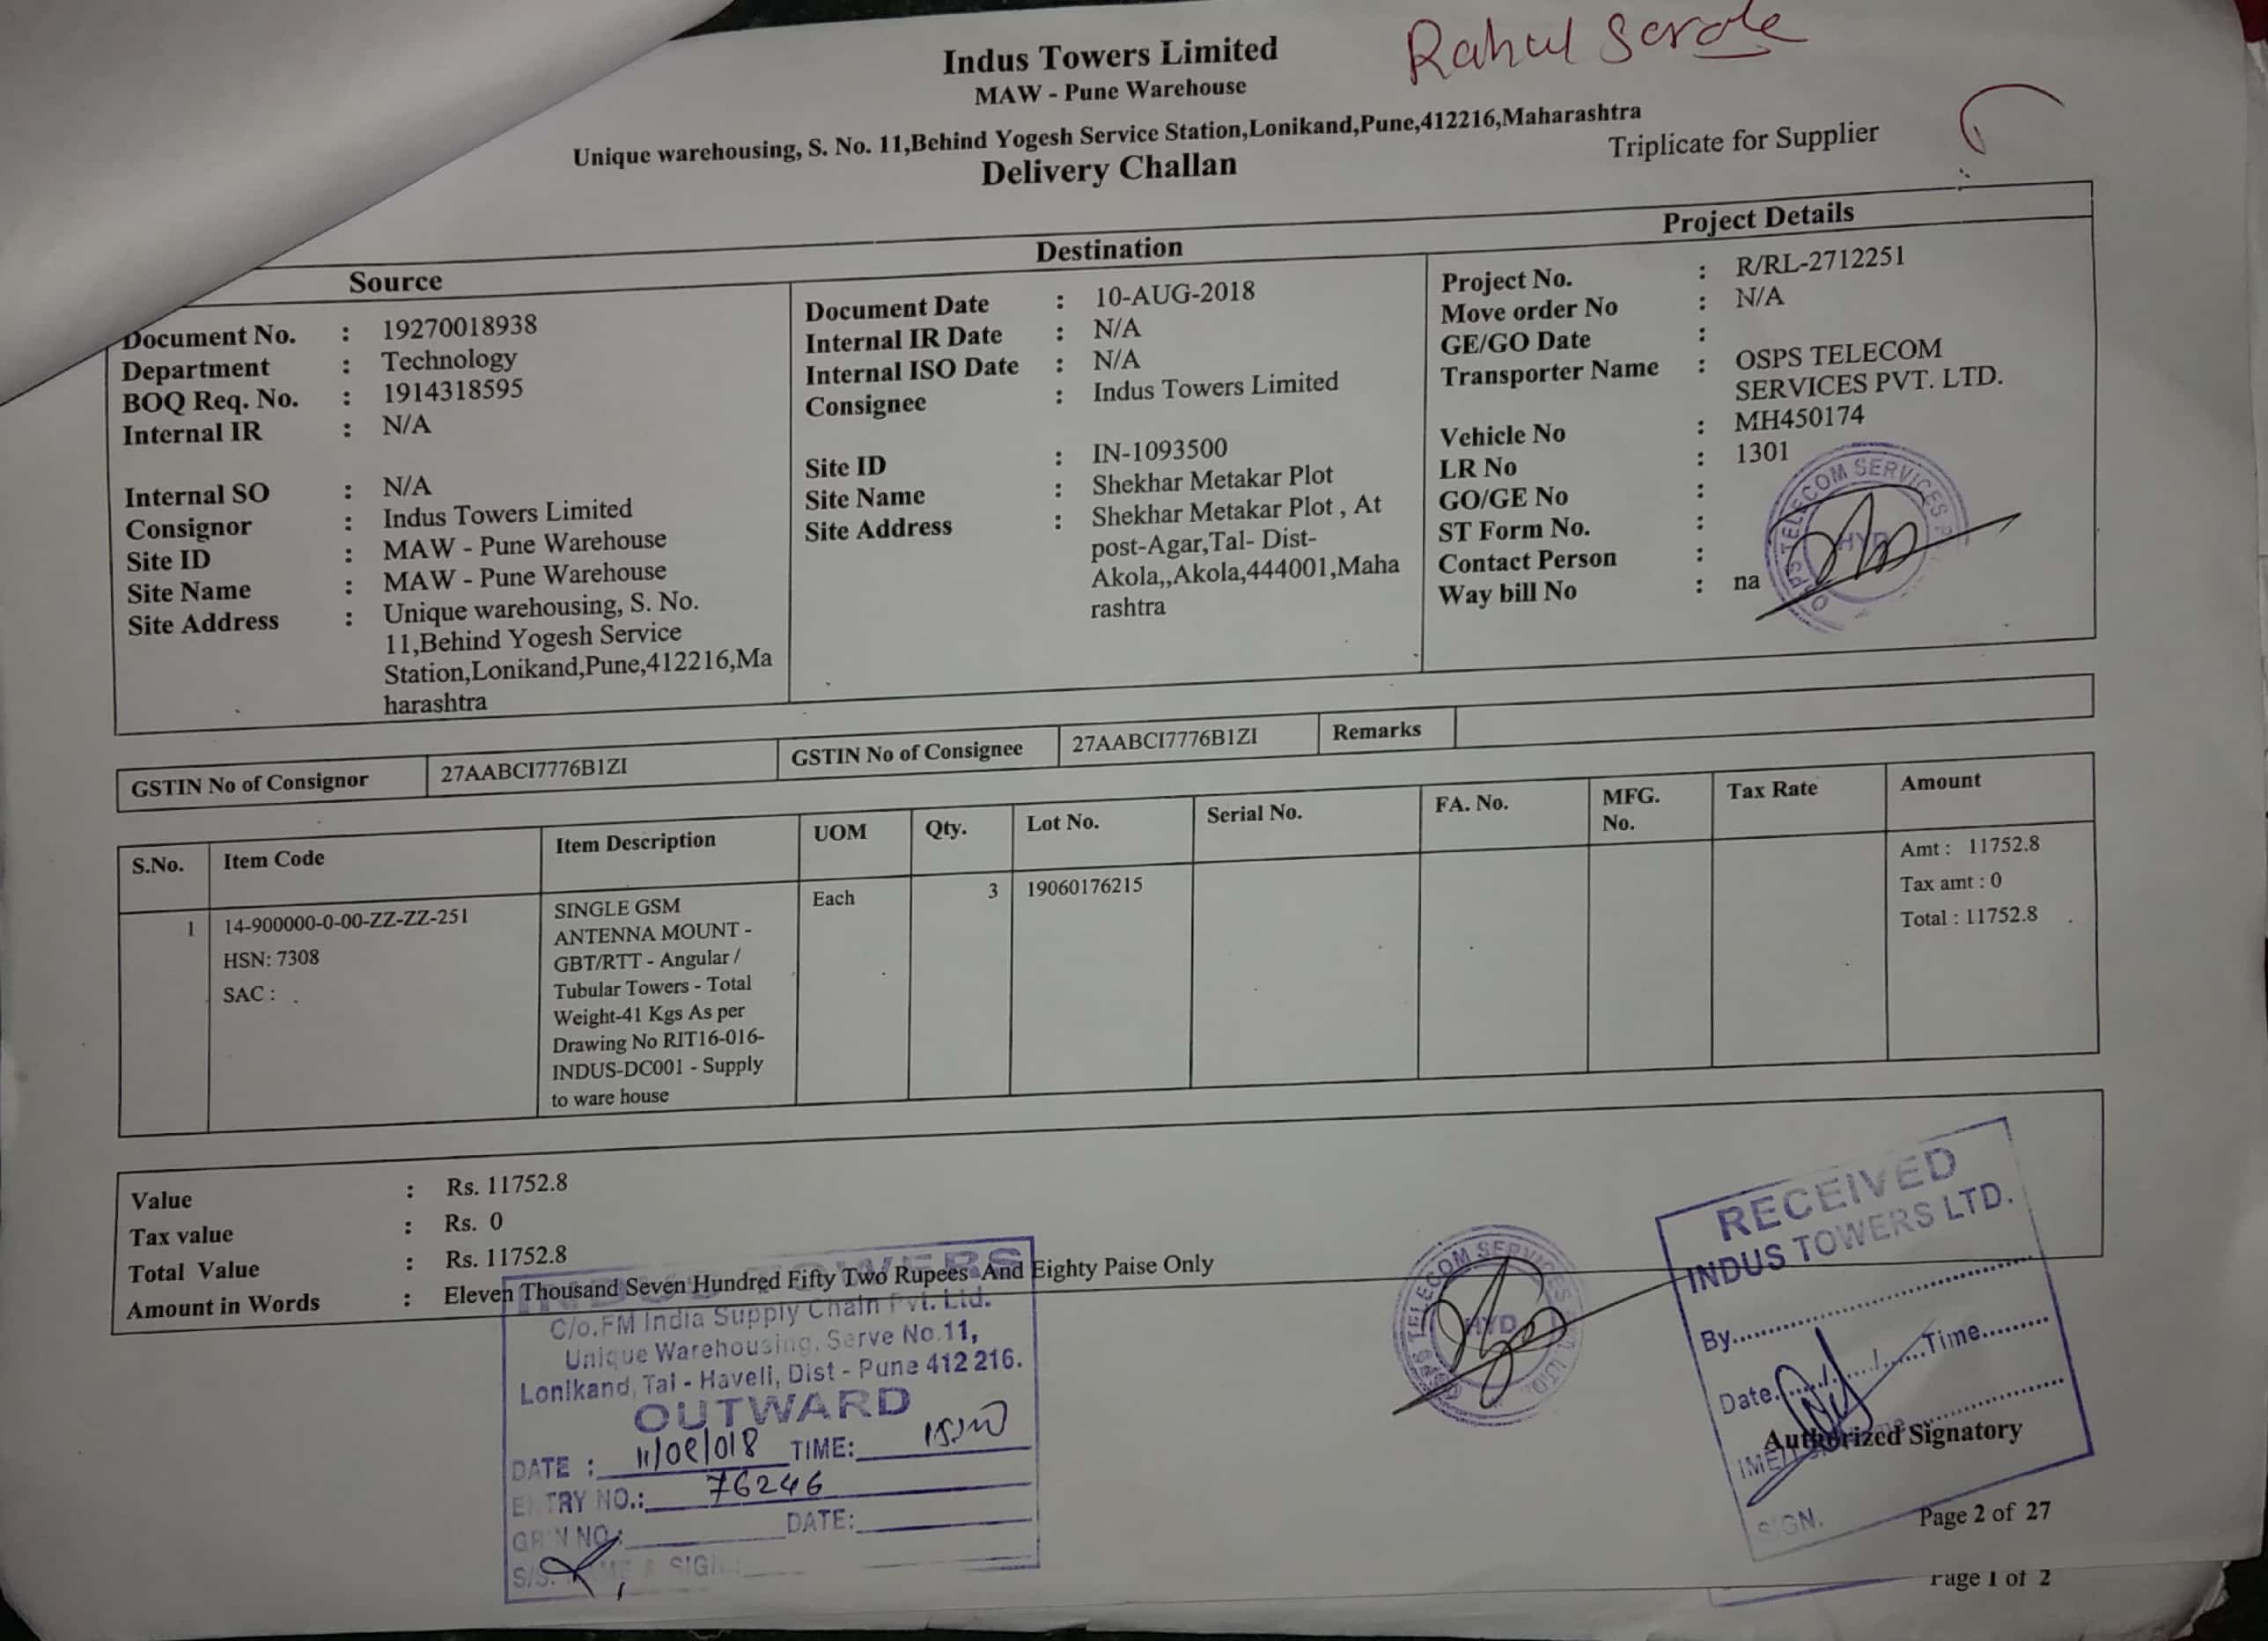 Rahul
Indus Towers Limited
MAW - Pune Warehouse
Unique warehousing, S. No. 11,Behind Yogesh Service Station,Lonikand,Pune,412216,Maharashtra
Triplicate for Supplier
Delivery Challan
Source
Document No. : 19270018938
Department : Technology
BOQ Req. No. : 1914318595
Internal IR : N/A
Internal SO : N/A
Consignor : Indus Towers Limited
Site ID : MAW - Pune Warehouse
Site Name : MAW - Pune Warehouse
Site Address : Unique warehousing, S. No.
11,Behind Yogesh Service
Station,Lonikand,Pune,412216,Ma
harashtra
Destination
Document Date : 10-AUG-2018
Internal IR Date : N/A
Internal ISO Date : N/A
Consignee : Indus Towers Limited
Site ID : IN-1093500
Site Name : Shekhar Metakar Plot
Site Address : Shekhar Metakar Plot , At
post-Agar,Tal- Dist-
Akola,,Akola,444001,Maha
rashtra
Project Details
Project No. : R/RL-2712251
Move order No : N/A
GE/GO Date :
Transporter Name : OSPS TELECOM
SERVICES PVT. LTD.
Vehicle No : MH450174
LR No : 1301
GO/GE No :
ST Form No. :
Contact Person :
Way bill No : na
TELECOM SERVICES
HYD
GSTIN No of Consignor 27AABCI7776B1ZI GSTIN No of Consignee 27AABCI7776B1ZI Remarks
S.No. Item Code Item Description UOM Qty. Lot No. Serial No. FA. No. MFG. No. Tax Rate Amount
1 14-900000-0-00-ZZ-ZZ-251
HSN: 7308
SAC : .
SINGLE GSM
ANTENNA MOUNT -
GBT/RTT - Angular /
Tubular Towers - Total
Weight-41 Kgs As per
Drawing No RIT16-016-
INDUS-DC001 - Supply
to ware house
Each 3 19060176215
Amt : 11752.8
Tax amt : 0
Total : 11752.8
Value : Rs. 11752.8
Tax value : Rs. 0
Total Value : Rs. 11752.8
Amount in Words : Eleven Thousand Seven Hundred Fifty Two Rupees And Eighty Paise Only
INDUS TOWERS
C/o.FM India Supply Chain Pvt. Ltd.
Unique Warehousing, Serve No.11,
Lonikand, Tal - Haveli, Dist - Pune 412 216.
OUTWARD
DATE : TIME:
ENTRY NO.: 76246
GRN NO.: DATE:
TELECOM SERVICES
HYD
RECEIVED
INDUS TOWERS LTD.
By
Date Time
SIGN.
Authorized Signatory
Page 2 of 27
Page 1 of 2